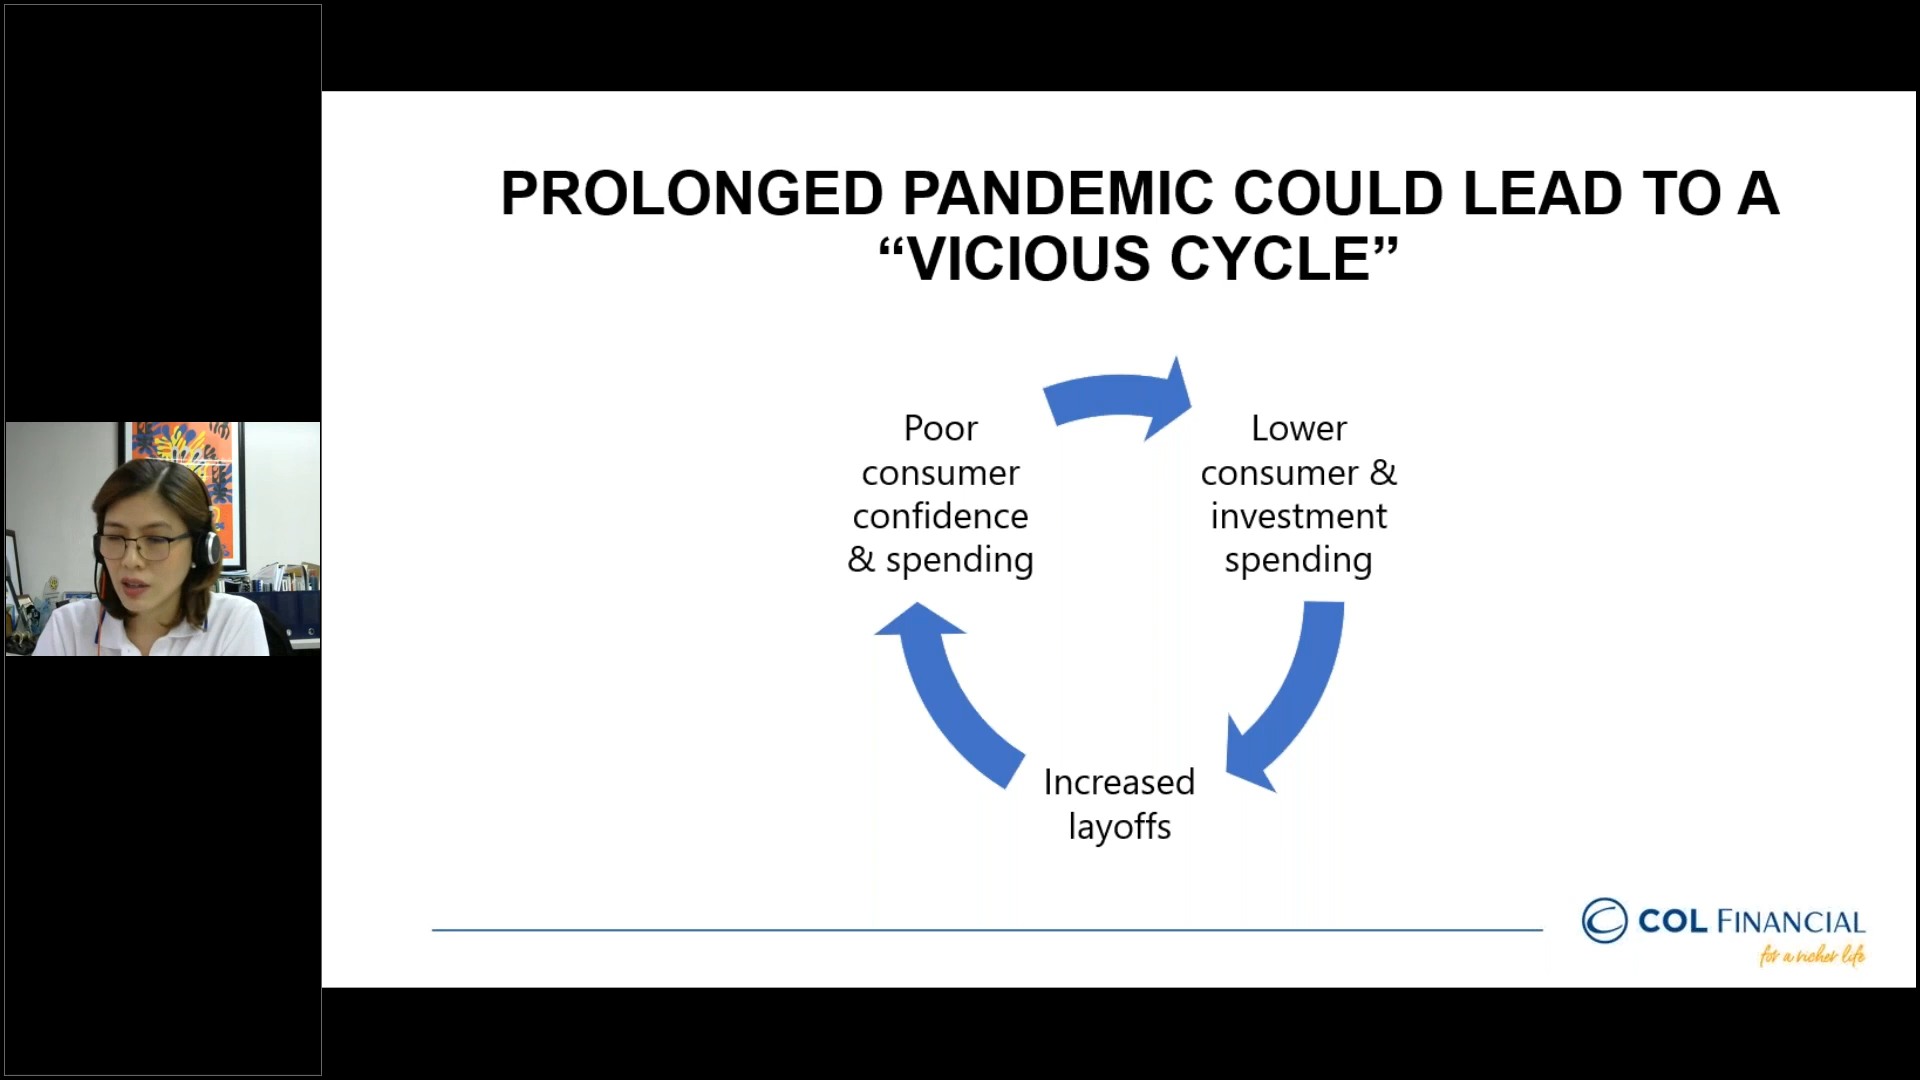 PROLONGED PANDEMIC COULD LEAD TO A
“VICIOUS CYCLE”
Poor
consumer
confidence
& spending
Lower
consumer &
investment
spending
Increased
layoffs
COL FINANCIAL
for a richer life